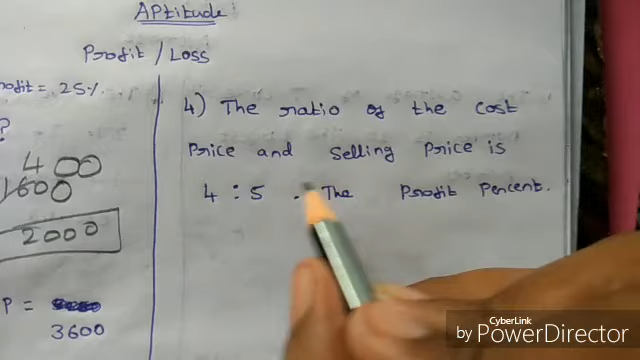 Aptitude
Profit / Loss
rofit = 25%
?
400
1600
2000
P =
3600
4) The ratio of the cost
Price and selling Price is
4 : 5 . The Profit Percent.
CyberLink
by PowerDirector